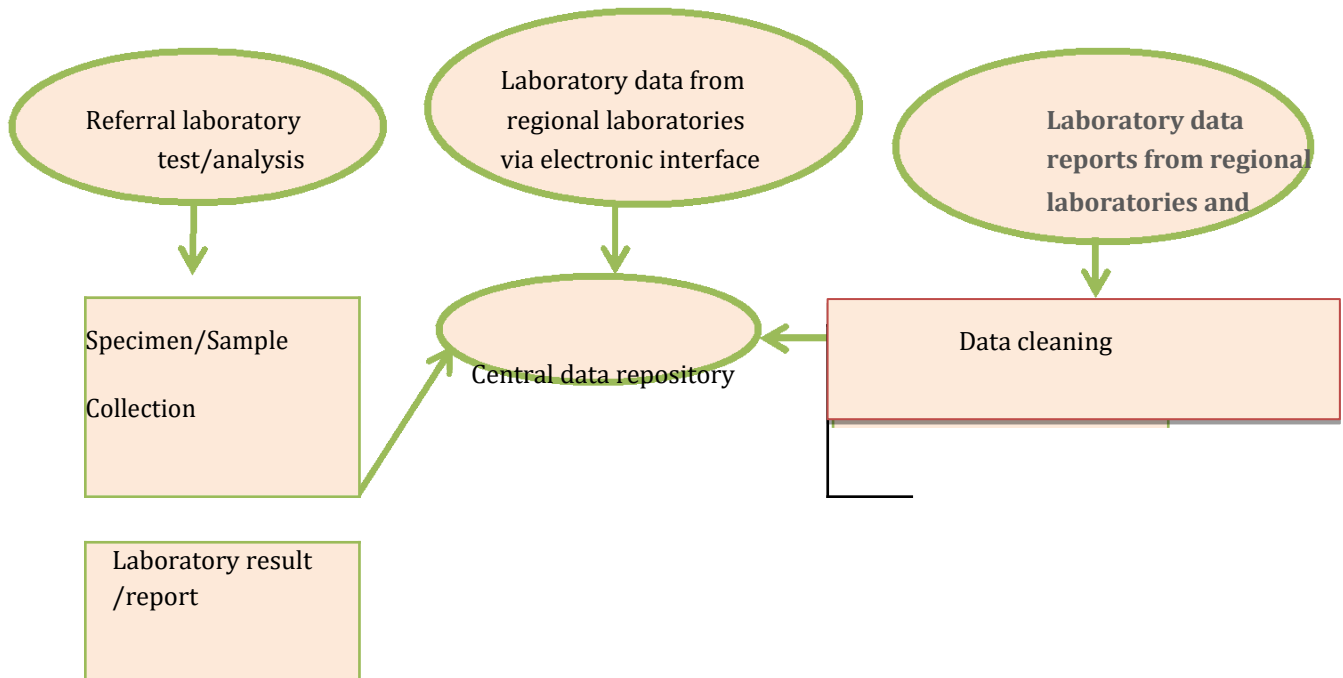 Referral laboratory
test/analysis
Laboratory data from
regional laboratories
via electronic interface
Laboratory data
reports from regional
laboratories and
Specimen/Sample
Collection
Central data repository
Data cleaning
Laboratory result
/report